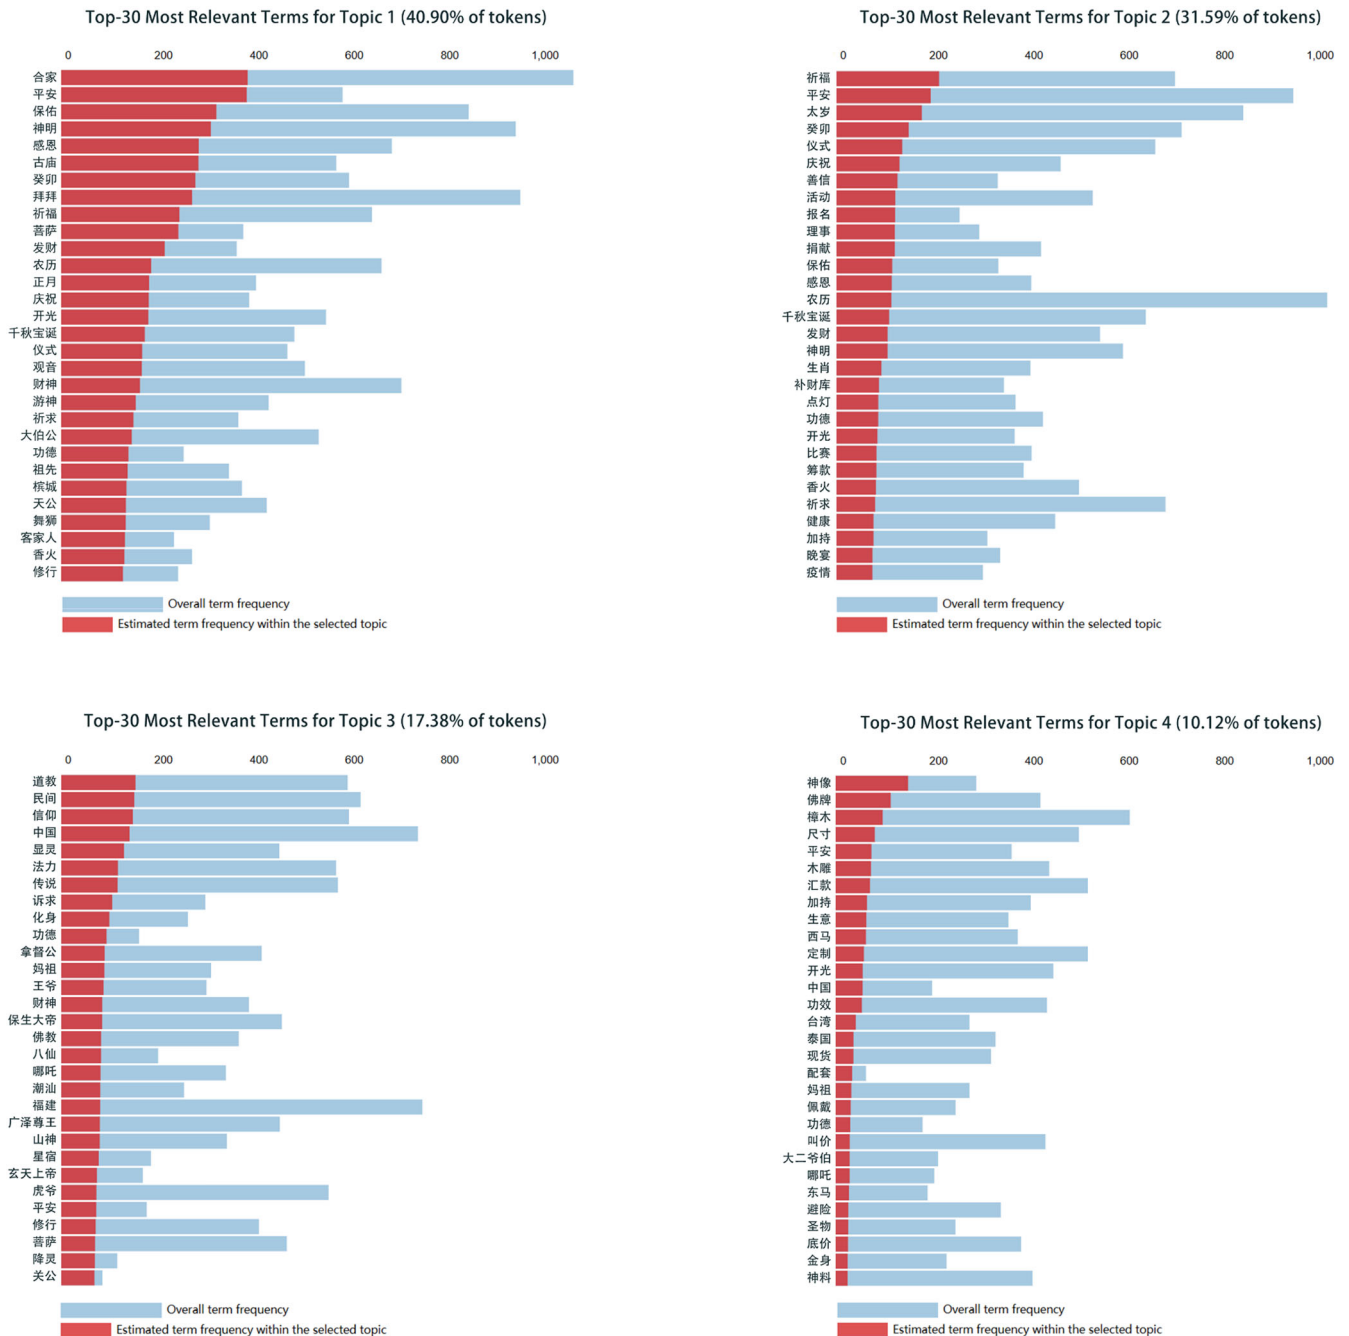 Top-30 Most Relevant Terms for Topic 1 (40.90% of tokens)
0 200 400 600 800 1,000
合家
平安
保佑
神明
感恩
古庙
癸卯
拜拜
祈福
菩萨
发财
农历
正月
庆祝
开光
千秋宝诞
仪式
观音
财神
游神
祈求
大伯公
功德
祖先
槟城
天公
舞狮
客家人
香火
修行
Overall term frequency
Estimated term frequency within the selected topic
Top-30 Most Relevant Terms for Topic 2 (31.59% of tokens)
0 200 400 600 800 1,000
祈福
平安
太岁
癸卯
仪式
庆祝
善信
活动
报名
理事
捐献
保佑
感恩
农历
千秋宝诞
发财
神明
生肖
补财库
点灯
功德
开光
比赛
筹款
香火
祈求
健康
加持
晚宴
疫情
Overall term frequency
Estimated term frequency within the selected topic
Top-30 Most Relevant Terms for Topic 3 (17.38% of tokens)
0 200 400 600 800 1,000
道教
民间
信仰
中国
显灵
法力
传说
诉求
化身
功德
拿督公
妈祖
王爷
财神
保生大帝
佛教
八仙
哪吒
潮汕
福建
广泽尊王
山神
星宿
玄天上帝
虎爷
平安
修行
菩萨
降灵
关公
Overall term frequency
Estimated term frequency within the selected topic
Top-30 Most Relevant Terms for Topic 4 (10.12% of tokens)
0 200 400 600 800 1,000
神像
佛牌
樟木
尺寸
平安
木雕
汇款
加持
生意
西马
定制
开光
中国
功效
台湾
泰国
现货
配套
妈祖
佩戴
功德
叫价
大二爷伯
哪吒
东马
避险
圣物
底价
金身
神料
Overall term frequency
Estimated term frequency within the selected topic